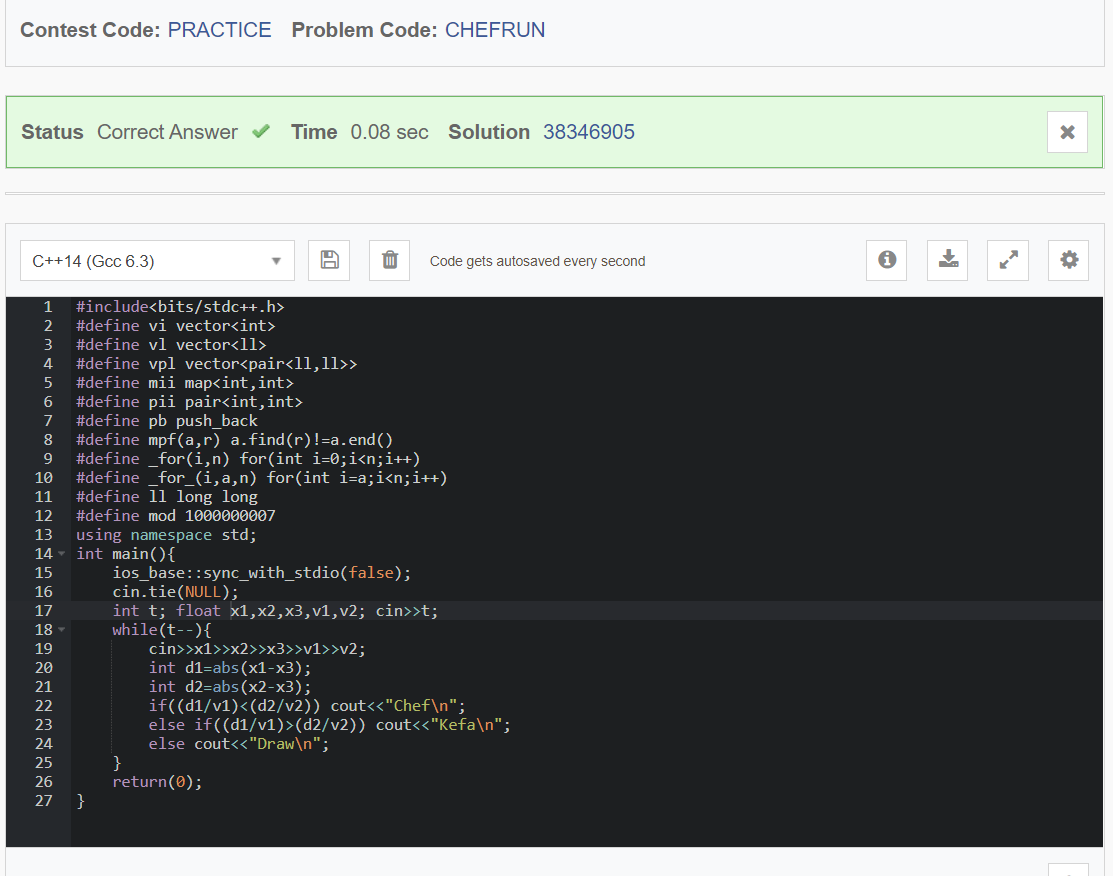 Contest Code: PRACTICE Problem Code: CHEFRUN
Status Correct Answer ✔ Time 0.08 sec Solution 38346905 ✖
C++14 (Gcc 6.3) Code gets autosaved every second
1 #include<bits/stdc++.h>
2 #define vi vector<int>
3 #define vl vector<ll>
4 #define vpl vector<pair<ll,ll>>
5 #define mii map<int,int>
6 #define pii pair<int,int>
7 #define pb push_back
8 #define mpf(a,r) a.find(r)!=a.end()
9 #define _for(i,n) for(int i=0;i<n;i++)
10 #define _for_(i,a,n) for(int i=a;i<n;i++)
11 #define ll long long
12 #define mod 1000000007
13 using namespace std;
14 int main(){
15     ios_base::sync_with_stdio(false);
16     cin.tie(NULL);
17     int t; float x1,x2,x3,v1,v2; cin>>t;
18     while(t--){
19         cin>>x1>>x2>>x3>>v1>>v2;
20         int d1=abs(x1-x3);
21         int d2=abs(x2-x3);
22         if((d1/v1)<(d2/v2)) cout<<"Chef\n";
23         else if((d1/v1)>(d2/v2)) cout<<"Kefa\n";
24         else cout<<"Draw\n";
25     }
26     return(0);
27 }